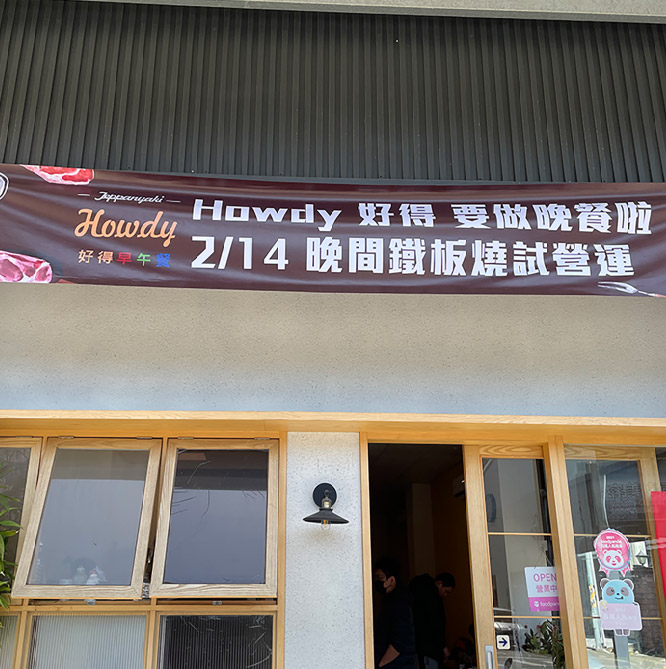 Teppanyaki
Howdy
好得早午餐
Howdy 好得 要做晚餐啦
2/14 晚間鐵板燒試營運
OPEN
營業中
foodpanda